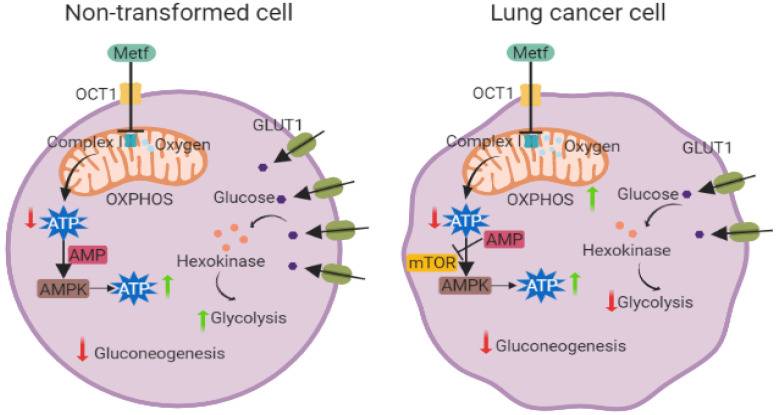 Non-transformed cell
Metf
OCT1
GLUT1
Complex I
Oxygen
OXPHOS
Glucose
ATP
AMP
Hexokinase
AMPK
ATP
Glycolysis
Gluconeogenesis
Lung cancer cell
Metf
OCT1
GLUT1
Complex I
Oxygen
OXPHOS
Glucose
ATP
AMP
mTOR
Hexokinase
AMPK
ATP
Glycolysis
Gluconeogenesis